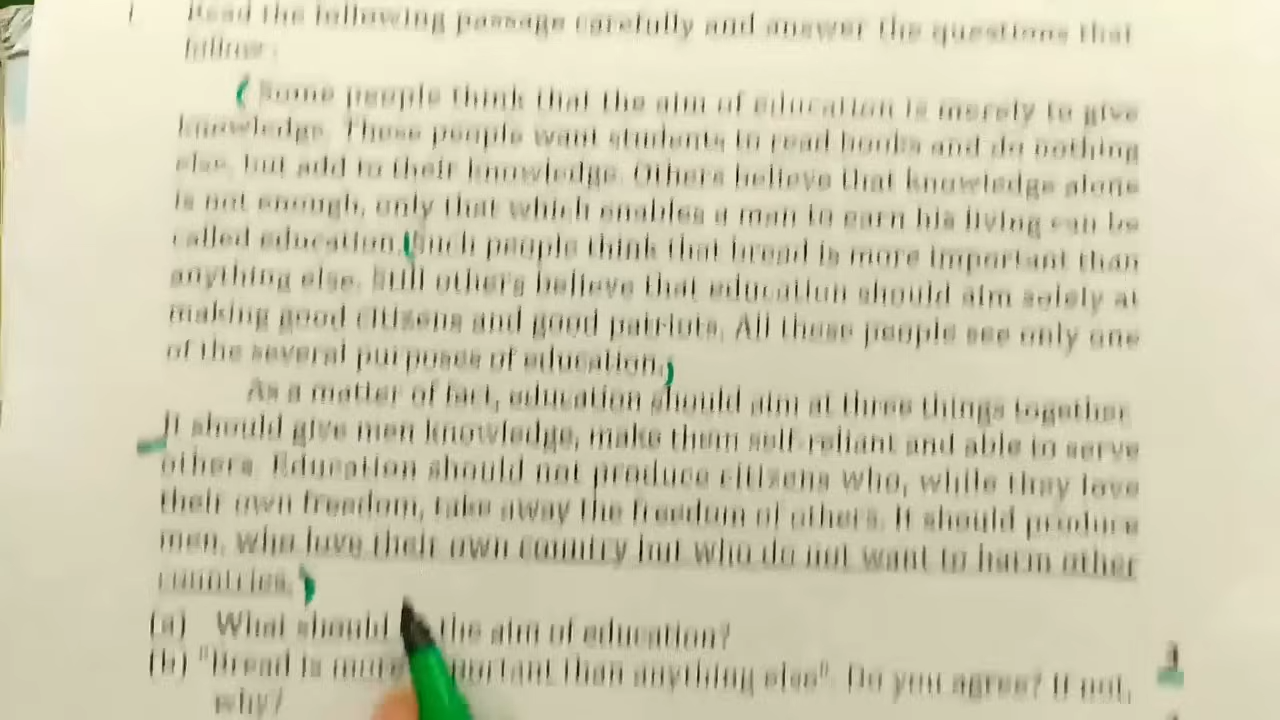 1 Read the following passage carefully and answer the questions that
follow :
( Some people think that the aim of education is merely to give
knowledge. These people want students to read books and do nothing
else, but add to their knowledge. Others believe that knowledge alone
is not enough, only that which enables a man to earn his living can be
called education. (Such people think that bread is more important than
anything else. Still others believe that education should aim solely at
making good citizens and good patriots. All these people see only one
of the several purposes of education.)
As a matter of fact, education should aim at three things together.
It should give men knowledge, make them self-reliant and able to serve
others. Education should not produce citizens who, while they love
their own freedom, take away the freedom of others. It should produce
men, who love their own country but who do not want to harm other
countries. )
(a) What should the aim of education?
(b) "Bread is more important than anything else". Do you agree? If not,
why?